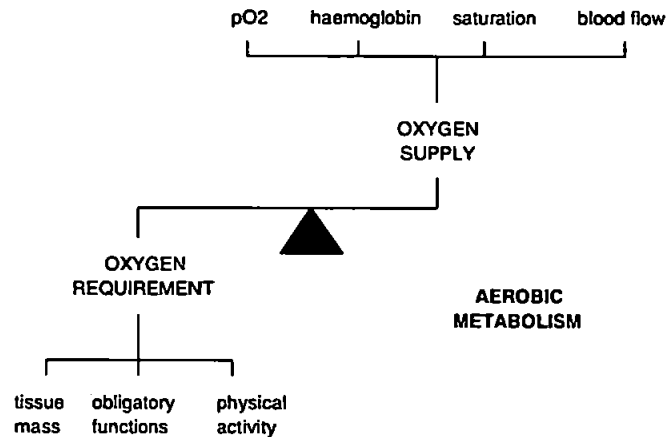 pO2 haemoglobin saturation blood flow
OXYGEN
SUPPLY
OXYGEN
REQUIREMENT
AEROBIC
METABOLISM
tissue obligatory physical
mass functions activity